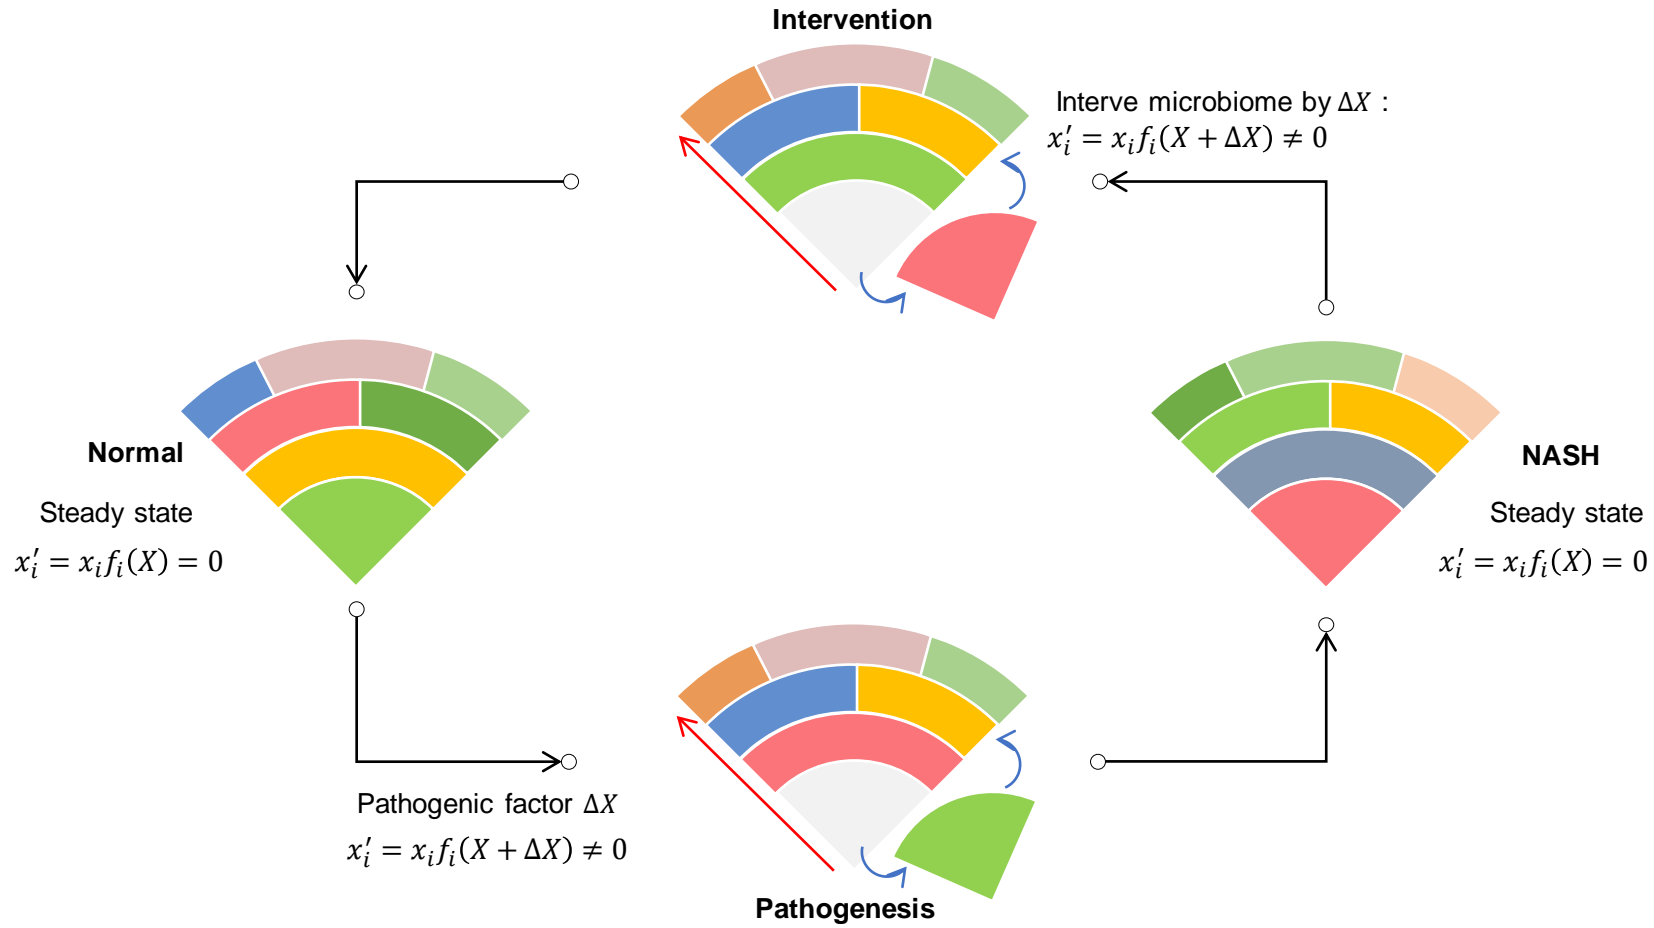 Intervention
Interve microbiome by ΔX :
x′ᵢ = xᵢfᵢ(X + ΔX) ≠ 0
Normal
Steady state
x′ᵢ = xᵢfᵢ(X) = 0
NASH
Steady state
x′ᵢ = xᵢfᵢ(X) = 0
Pathogenic factor ΔX
x′ᵢ = xᵢfᵢ(X + ΔX) ≠ 0
Pathogenesis